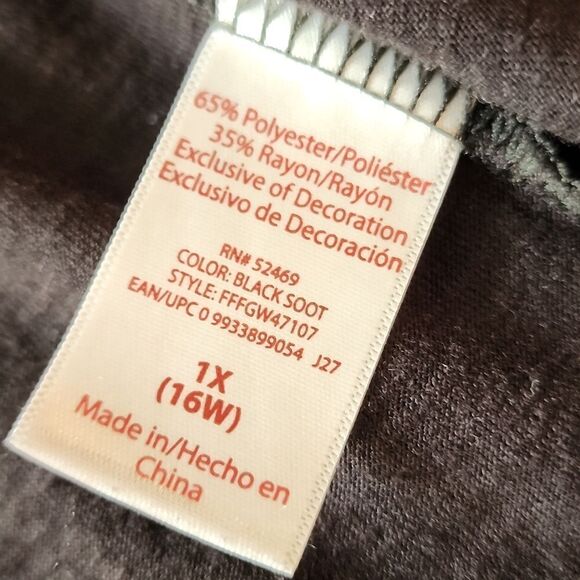 65% Polyester/Poliéster
35% Rayon/Rayón
Exclusive of Decoration
Exclusivo de Decoración
RN# 52469
COLOR: BLACK SOOT
STYLE: FFFGW47107
EAN/UPC 0 9933899054 J27
1X
(16W)
Made in/Hecho en
China